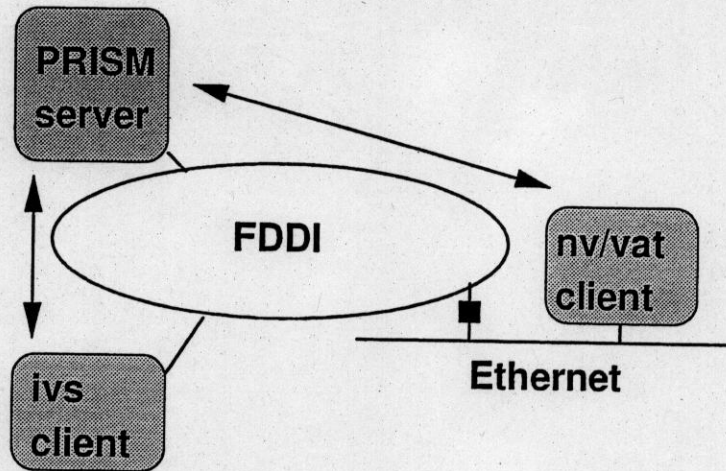 PRISM
server
FDDI
nv/vat
client
Ethernet
ivs
client